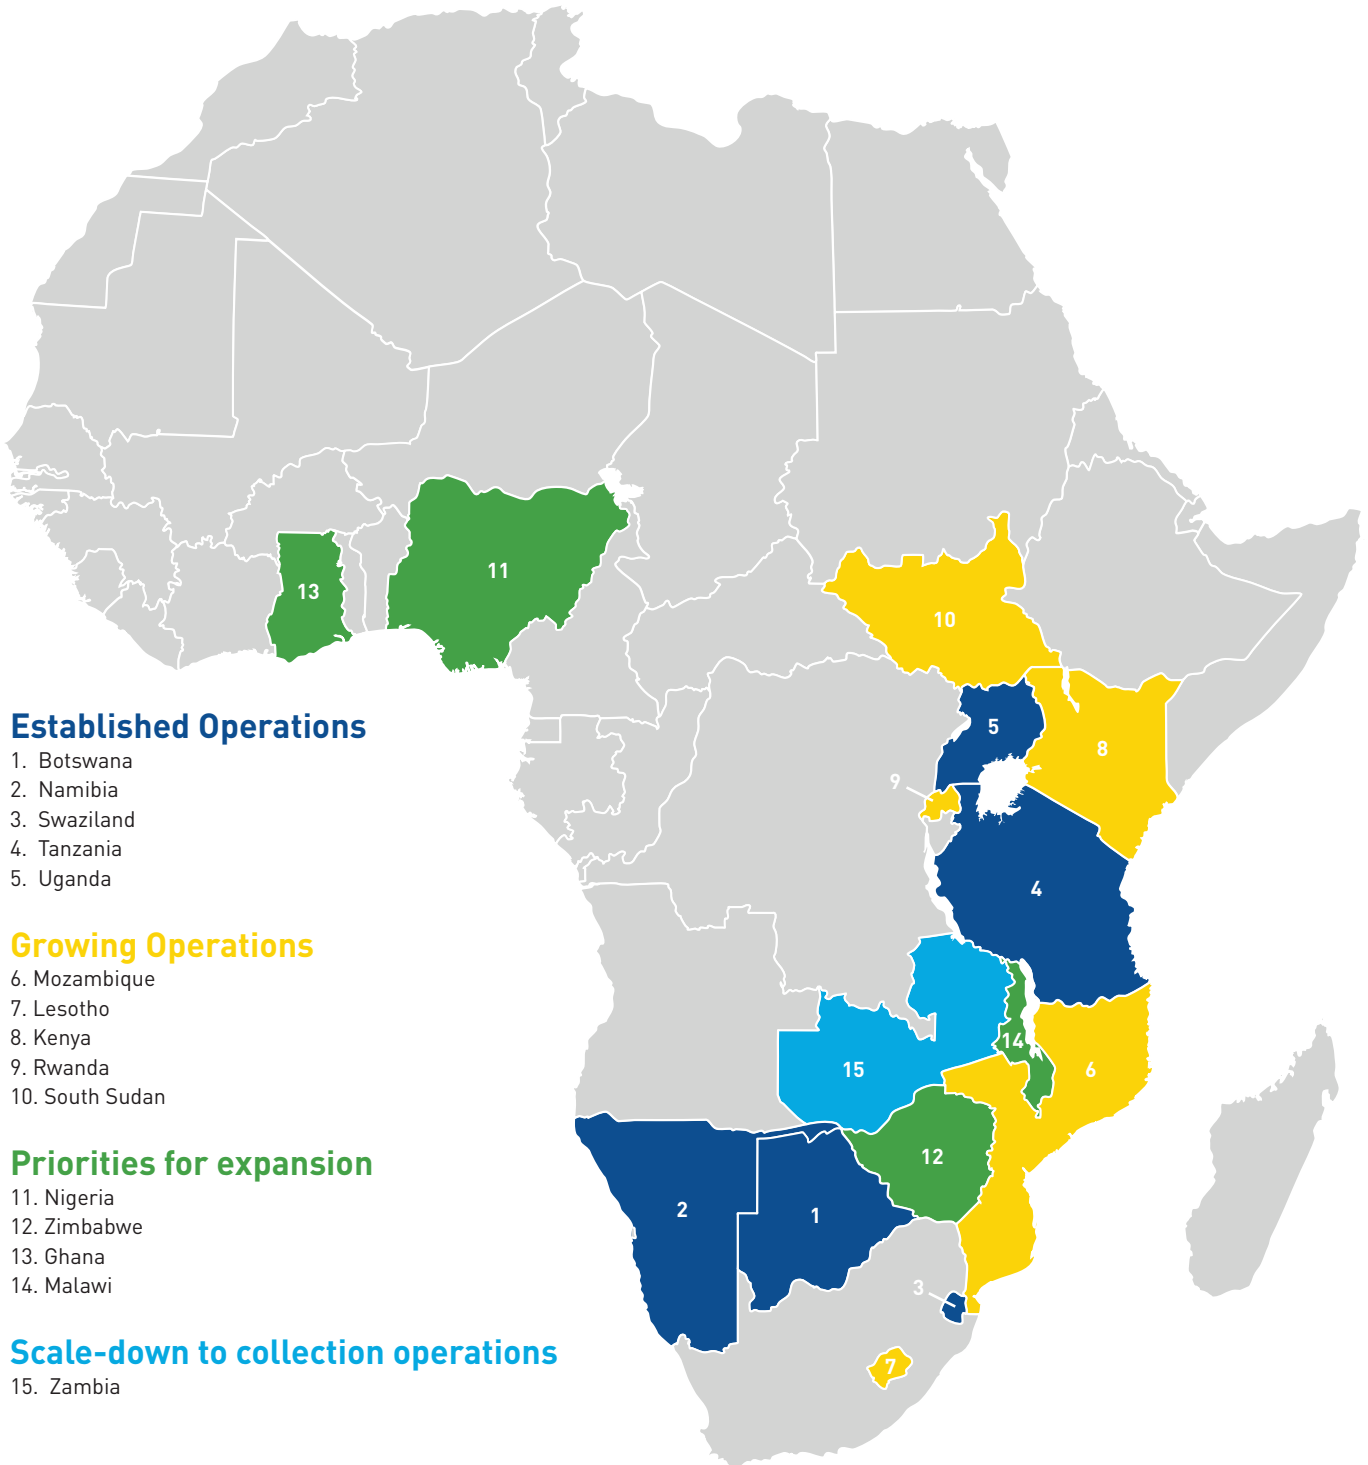 Established Operations
1. Botswana
2. Namibia
3. Swaziland
4. Tanzania
5. Uganda
Growing Operations
6. Mozambique
7. Lesotho
8. Kenya
9. Rwanda
10. South Sudan
Priorities for expansion
11. Nigeria
12. Zimbabwe
13. Ghana
14. Malawi
Scale-down to collection operations
15. Zambia
11
13
10
5
8
9
4
14
15
6
12
2
1
3
7